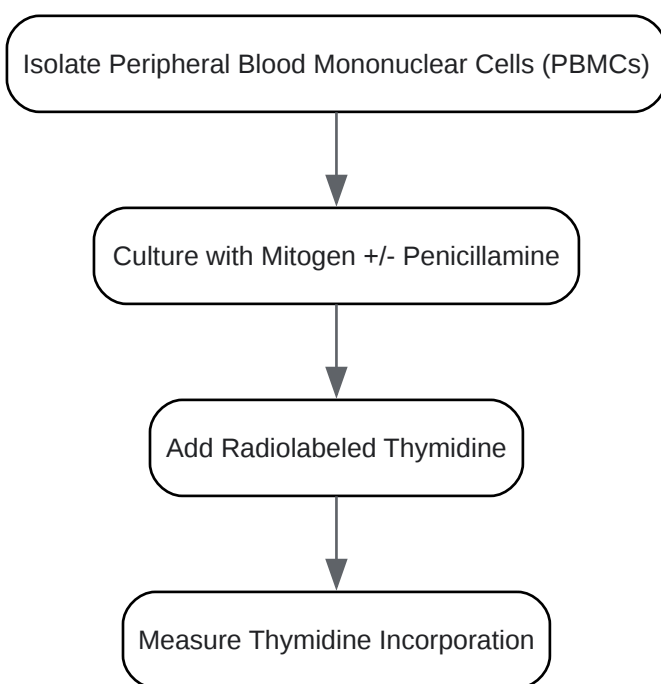 Isolate Peripheral Blood Mononuclear Cells (PBMCs)
Culture with Mitogen +/- Penicillamine
Add Radiolabeled Thymidine
Measure Thymidine Incorporation